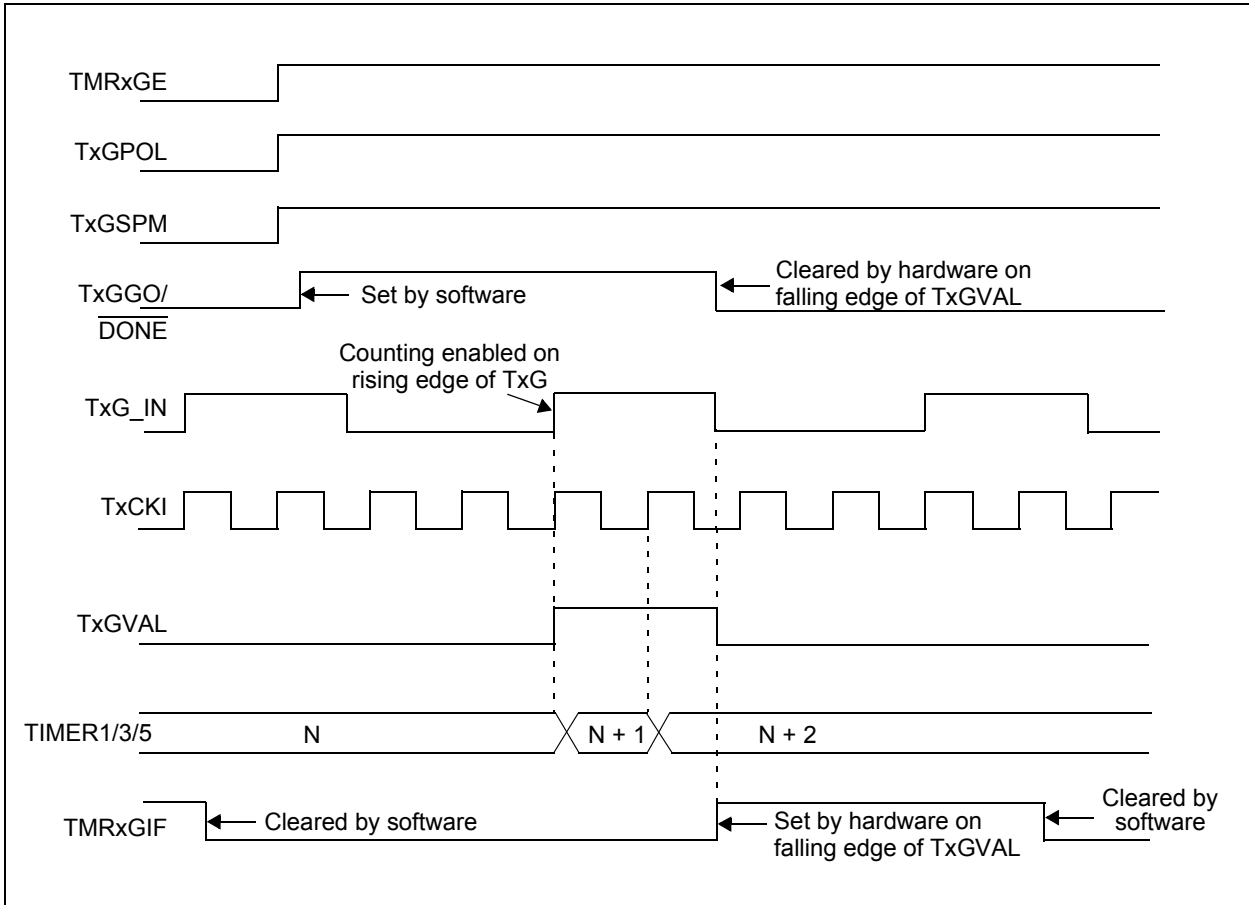 TMRxGE
TxGPOL
TxGSPM
TxGGO/
DONE
Set by software
Cleared by hardware on
falling edge of TxGVAL
Counting enabled on
rising edge of TxG
TxG_IN
TxCKI
TxGVAL
TIMER1/3/5
N
N + 1
N + 2
TMRxGIF
Cleared by software
Set by hardware on
falling edge of TxGVAL
Cleared by
software